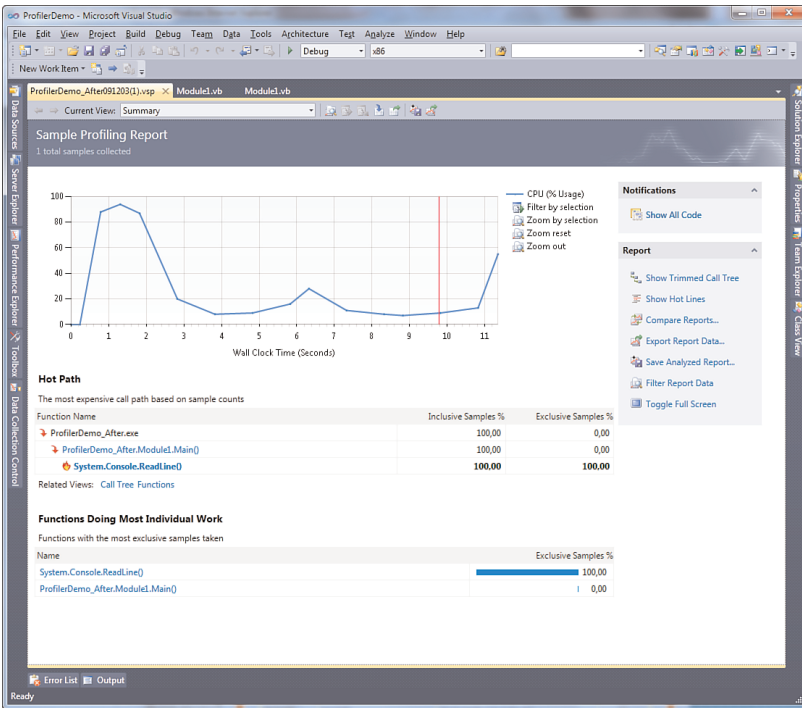 ProfilerDemo - Microsoft Visual Studio
File Edit View Project Build Debug Team Data Tools Architecture Test Analyze Window Help
Debug x86
New Work Item
ProfilerDemo_After091203(1).vsp Module1.vb Module1.vb
Current View: Summary
Sample Profiling Report
1 total samples collected
Data Sources
Server Explorer
Performance Explorer
Toolbox
Data Collection Control
Solution Explorer
Properties
Team Explorer
Class View
100
80
60
40
20
0
0 1 2 3 4 5 6 7 8 9 10 11
Wall Clock Time (Seconds)
CPU (% Usage)
Filter by selection
Zoom by selection
Zoom reset
Zoom out
Notifications
Show All Code
Report
Show Trimmed Call Tree
Show Hot Lines
Compare Reports...
Export Report Data...
Save Analyzed Report...
Filter Report Data
Toggle Full Screen
Hot Path
The most expensive call path based on sample counts
Function Name Inclusive Samples % Exclusive Samples %
ProfilerDemo_After.exe 100,00 0,00
ProfilerDemo_After.Module1.Main() 100,00 0,00
System.Console.ReadLine() 100,00 100,00
Related Views: Call Tree Functions
Functions Doing Most Individual Work
Functions with the most exclusive samples taken
Name Exclusive Samples %
System.Console.ReadLine() 100,00
ProfilerDemo_After.Module1.Main() 0,00
Error List Output
Ready